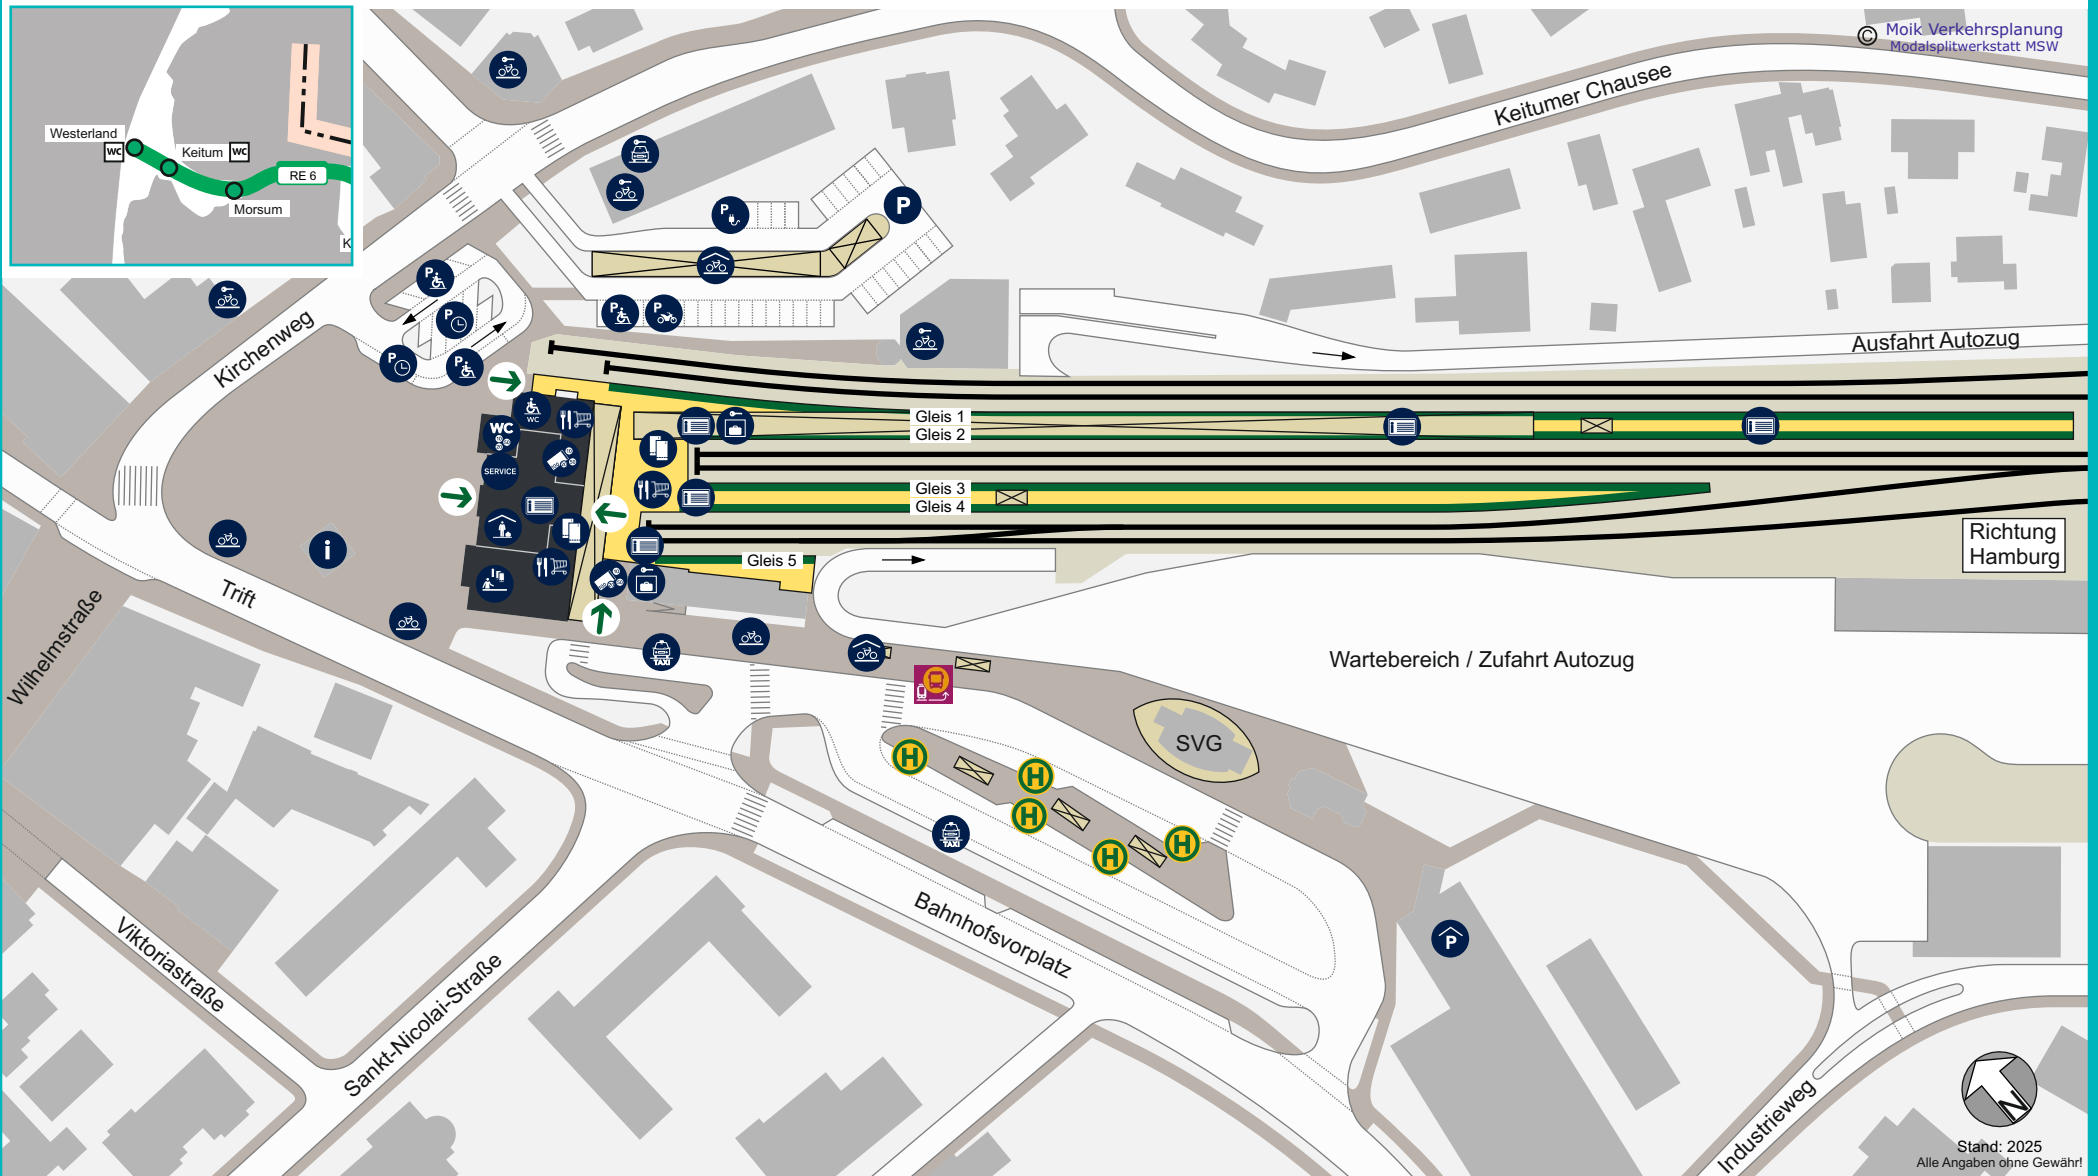 © Moik Verkehrsplanung
Modalsplitwerkstatt MSW
Westerland
WC
Keitum
WC
RE 6
Morsum
K
Keitumer Chausee
P
P
P
P
P
P
P
P
Kirchenweg
Ausfahrt Autozug
WC
WC
SERVICE
Gleis 1
Gleis 2
Gleis 3
Gleis 4
Gleis 5
Richtung
Hamburg
i
Trift
Wilhelmstraße
TAXI
Wartebereich / Zufahrt Autozug
SVG
H
H
H
H
H
TAXI
Bahnhofsvorplatz
P
Viktoriastraße
Sankt-Nicolai-Straße
Industrieweg
N
Stand: 2025
Alle Angaben ohne Gewähr!